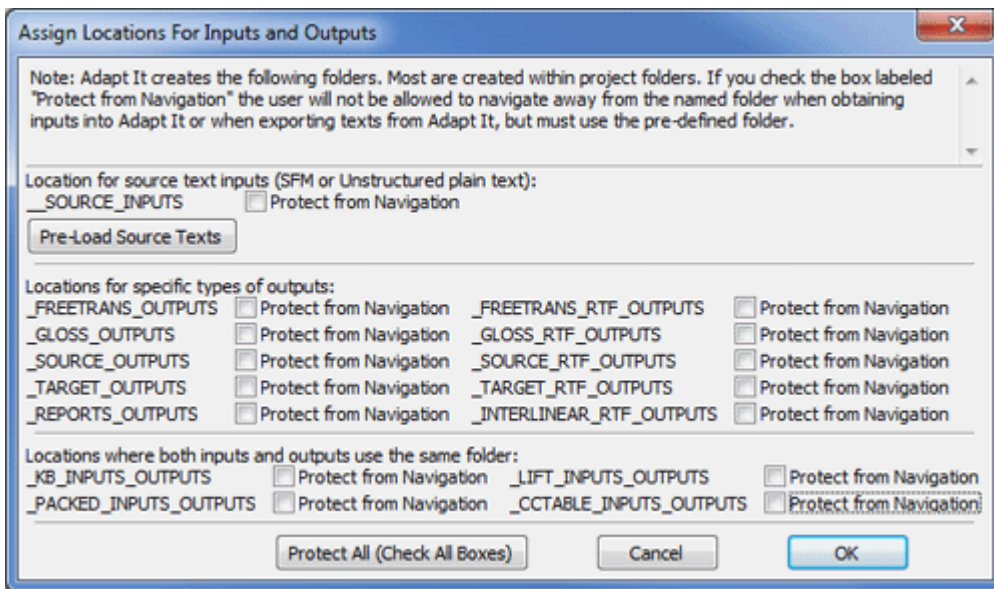 Assign Locations For Inputs and Outputs
Note: Adapt It creates the following folders. Most are created within project folders. If you check the box labeled
"Protect from Navigation" the user will not be allowed to navigate away from the named folder when obtaining
inputs into Adapt It or when exporting texts from Adapt It, but must use the pre-defined folder.
Location for source text inputs (SFM or Unstructured plain text):
__SOURCE_INPUTS Protect from Navigation
Pre-Load Source Texts
Locations for specific types of outputs:
_FREETRANS_OUTPUTS Protect from Navigation _FREETRANS_RTF_OUTPUTS Protect from Navigation
_GLOSS_OUTPUTS Protect from Navigation _GLOSS_RTF_OUTPUTS Protect from Navigation
_SOURCE_OUTPUTS Protect from Navigation _SOURCE_RTF_OUTPUTS Protect from Navigation
_TARGET_OUTPUTS Protect from Navigation _TARGET_RTF_OUTPUTS Protect from Navigation
_REPORTS_OUTPUTS Protect from Navigation _INTERLINEAR_RTF_OUTPUTS Protect from Navigation
Locations where both inputs and outputs use the same folder:
_KB_INPUTS_OUTPUTS Protect from Navigation _LIFT_INPUTS_OUTPUTS Protect from Navigation
_PACKED_INPUTS_OUTPUTS Protect from Navigation _CCTABLE_INPUTS_OUTPUTS Protect from Navigation
Protect All (Check All Boxes) Cancel OK